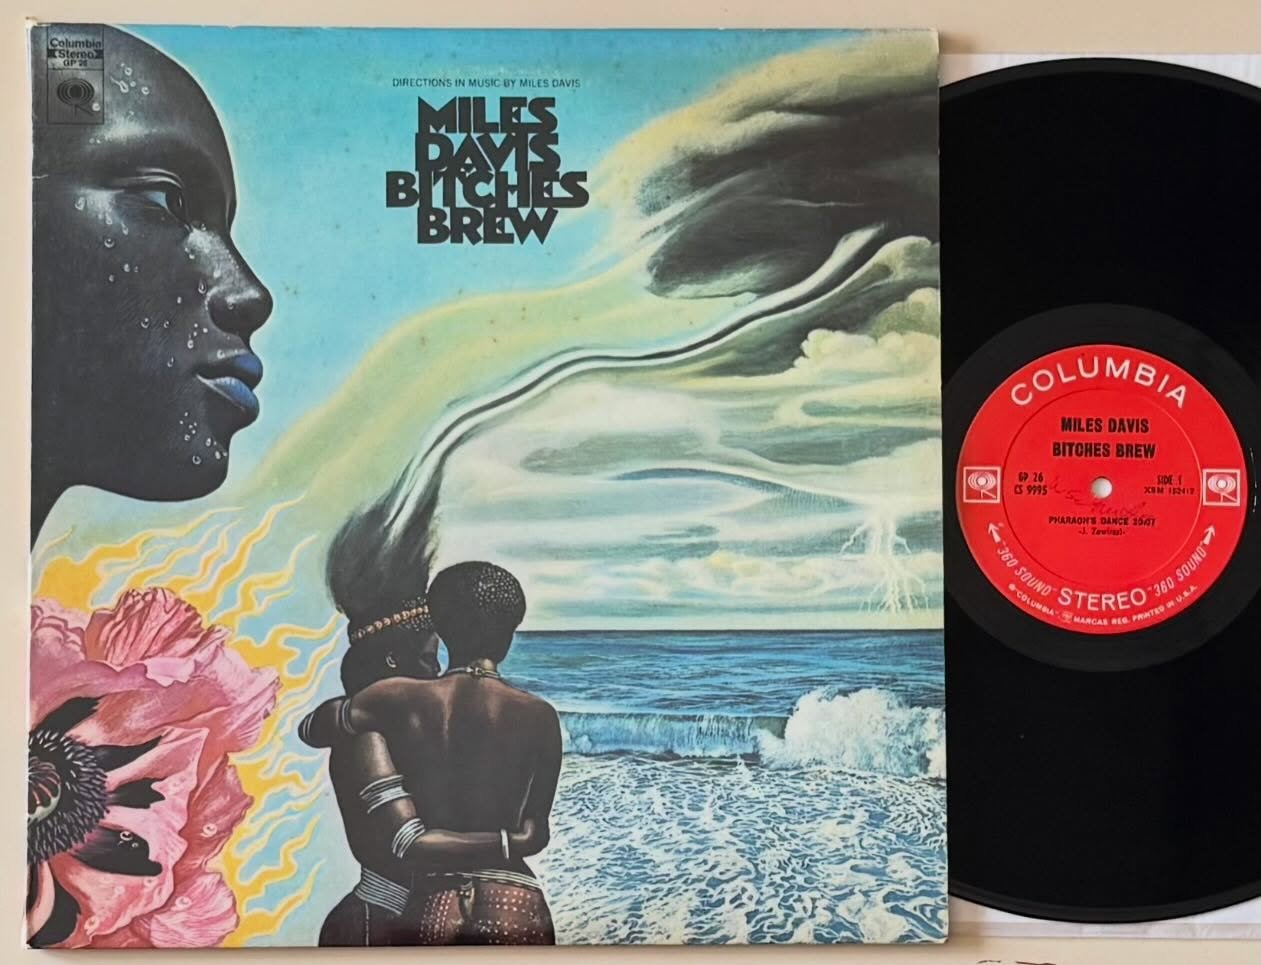 Columbia
Stereo
GP 26
DIRECTIONS IN MUSIC BY MILES DAVIS
MILES
DAVIS
BITCHES
BREW
COLUMBIA
MILES DAVIS
BITCHES BREW
GP 26
CS 9995
SIDE 1
XSM 152417
PHARAOH'S DANCE 20:07
-J. Zawinul-
"360 SOUND" STEREO "360 SOUND"
® "COLUMBIA" MARCAS REG. PRINTED IN U.S.A.